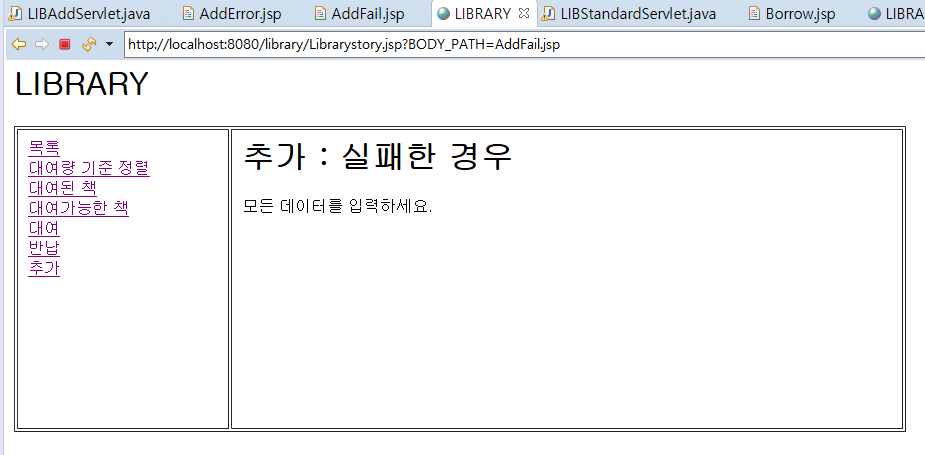 LIBAddServlet.java AddError.jsp AddFail.jsp LIBRARY LIBStandardServlet.java Borrow.jsp LIBRA
http://localhost:8080/library/Librarystory.jsp?BODY_PATH=AddFail.jsp
LIBRARY
목록
대여량 기준 정렬
대여된 책
대여가능한 책
대여
반납
추가
추가 : 실패한 경우
모든 데이터를 입력하세요.